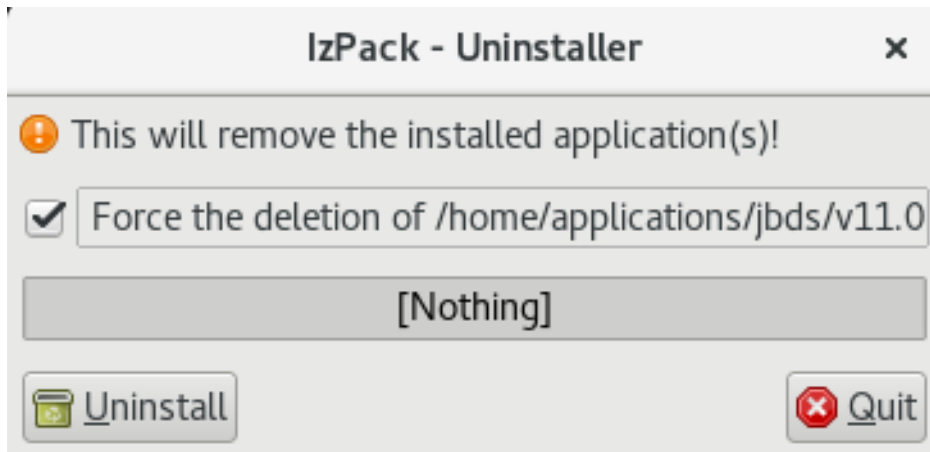 IzPack - Uninstaller
This will remove the installed application(s)!
Force the deletion of /home/applications/jbds/v11.0
[Nothing]
Uninstall
Quit